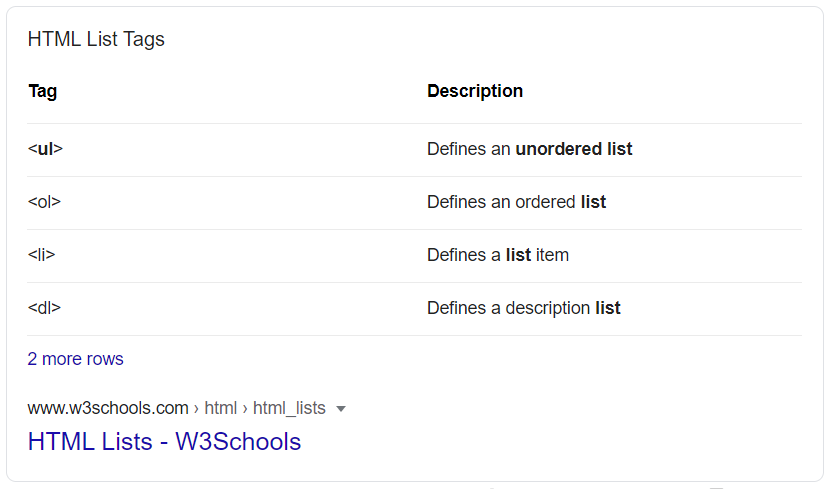 HTML List Tags
Tag Description
<ul> Defines an unordered list
<ol> Defines an ordered list
<li> Defines a list item
<dl> Defines a description list
2 more rows
www.w3schools.com › html › html_lists
HTML Lists - W3Schools